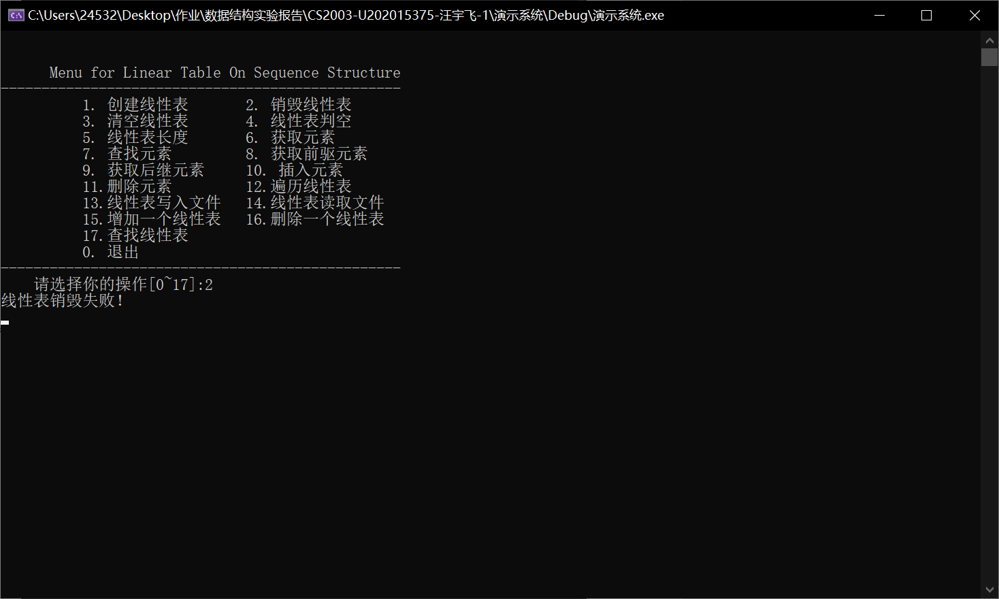 C:\Users\24532\Desktop\作业\数据结构实验报告\CS2003-U202015375-汪宇飞-1\演示系统\Debug\演示系统.exe
Menu for Linear Table On Sequence Structure
-------------------------------------------------
1. 创建线性表 2. 销毁线性表
3. 清空线性表 4. 线性表判空
5. 线性表长度 6. 获取元素
7. 查找元素 8. 获取前驱元素
9. 获取后继元素 10. 插入元素
11.删除元素 12.遍历线性表
13.线性表写入文件 14.线性表读取文件
15.增加一个线性表 16.删除一个线性表
17.查找线性表
0. 退出
-------------------------------------------------
请选择你的操作[0~17]:2
线性表销毁失败!